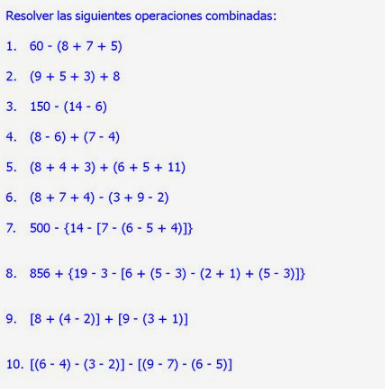 Resolver las siguientes operaciones combinadas:
1. 60 - (8 + 7 + 5)
2. (9 + 5 + 3) + 8
3. 150 - (14 - 6)
4. (8 - 6) + (7 - 4)
5. (8 + 4 + 3) + (6 + 5 + 11)
6. (8 + 7 + 4) - (3 + 9 - 2)
7. 500 - {14 - [7 - (6 - 5 + 4)]}
8. 856 + {19 - 3 - [6 + (5 - 3) - (2 + 1) + (5 - 3)]}
9. [8 + (4 - 2)] + [9 - (3 + 1)]
10. [(6 - 4) - (3 - 2)] - [(9 - 7) - (6 - 5)]